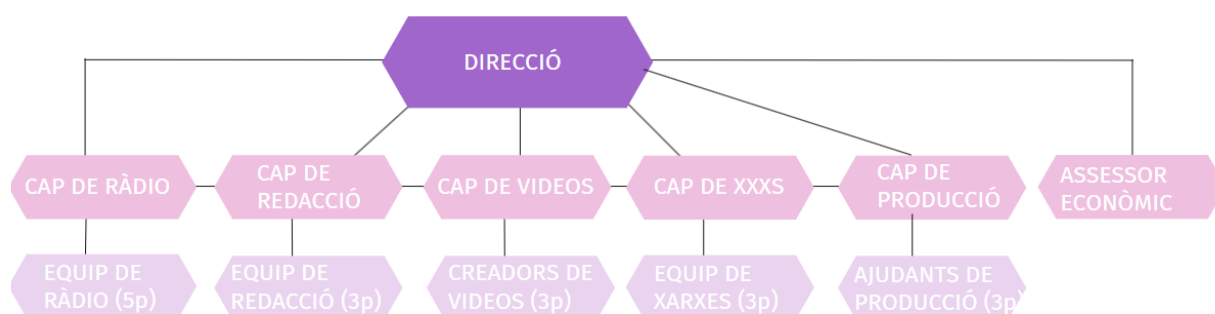 DIRECCIÓ
CAP DE RÀDIO
CAP DE
REDACCIÓ
CAP DE VIDEOS
CAP DE XXXS
CAP DE
PRODUCCIÓ
ASSESSOR
ECONÒMIC
EQUIP DE
RÀDIO (5p)
EQUIP DE
REDACCIÓ (3p)
CREADORS DE
VIDEOS (3p)
EQUIP DE
XARXES (3p)
AJUDANTS DE
PRODUCCIÓ (3p)